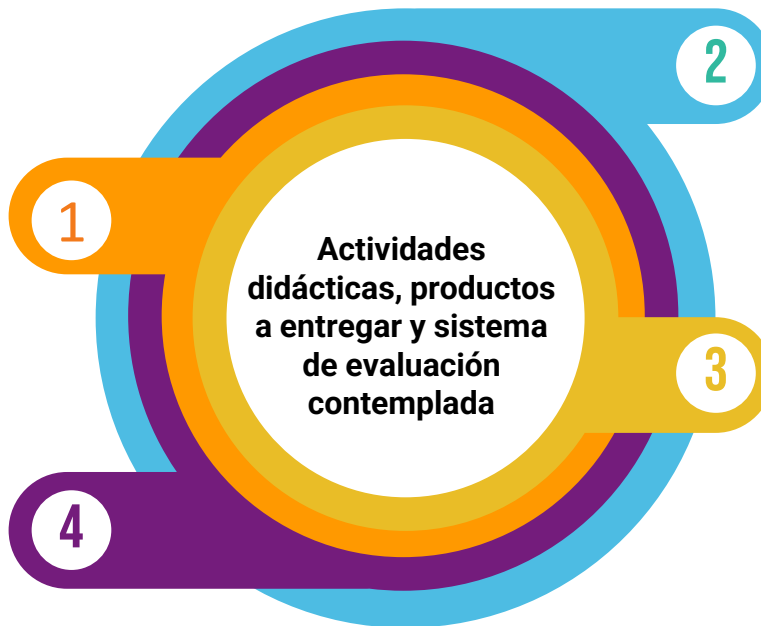 2
1
Actividades
didácticas, productos
a entregar y sistema
de evaluación
contemplada
3
4